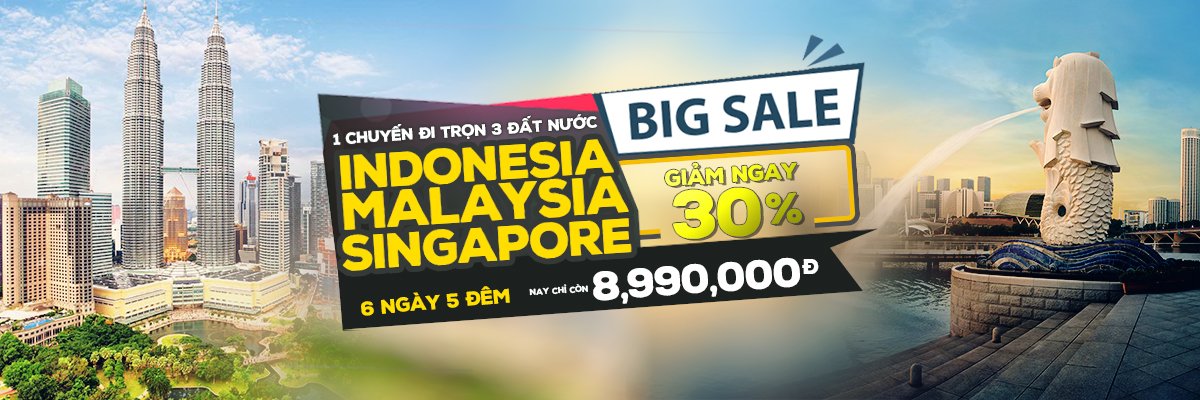 1 CHUYẾN ĐI TRỌN 3 ĐẤT NƯỚC
INDONESIA
MALAYSIA
SINGAPORE
6 NGÀY 5 ĐÊM
BIG SALE
GIẢM NGAY
30%
NAY CHỈ CÒN 8,990,000Đ